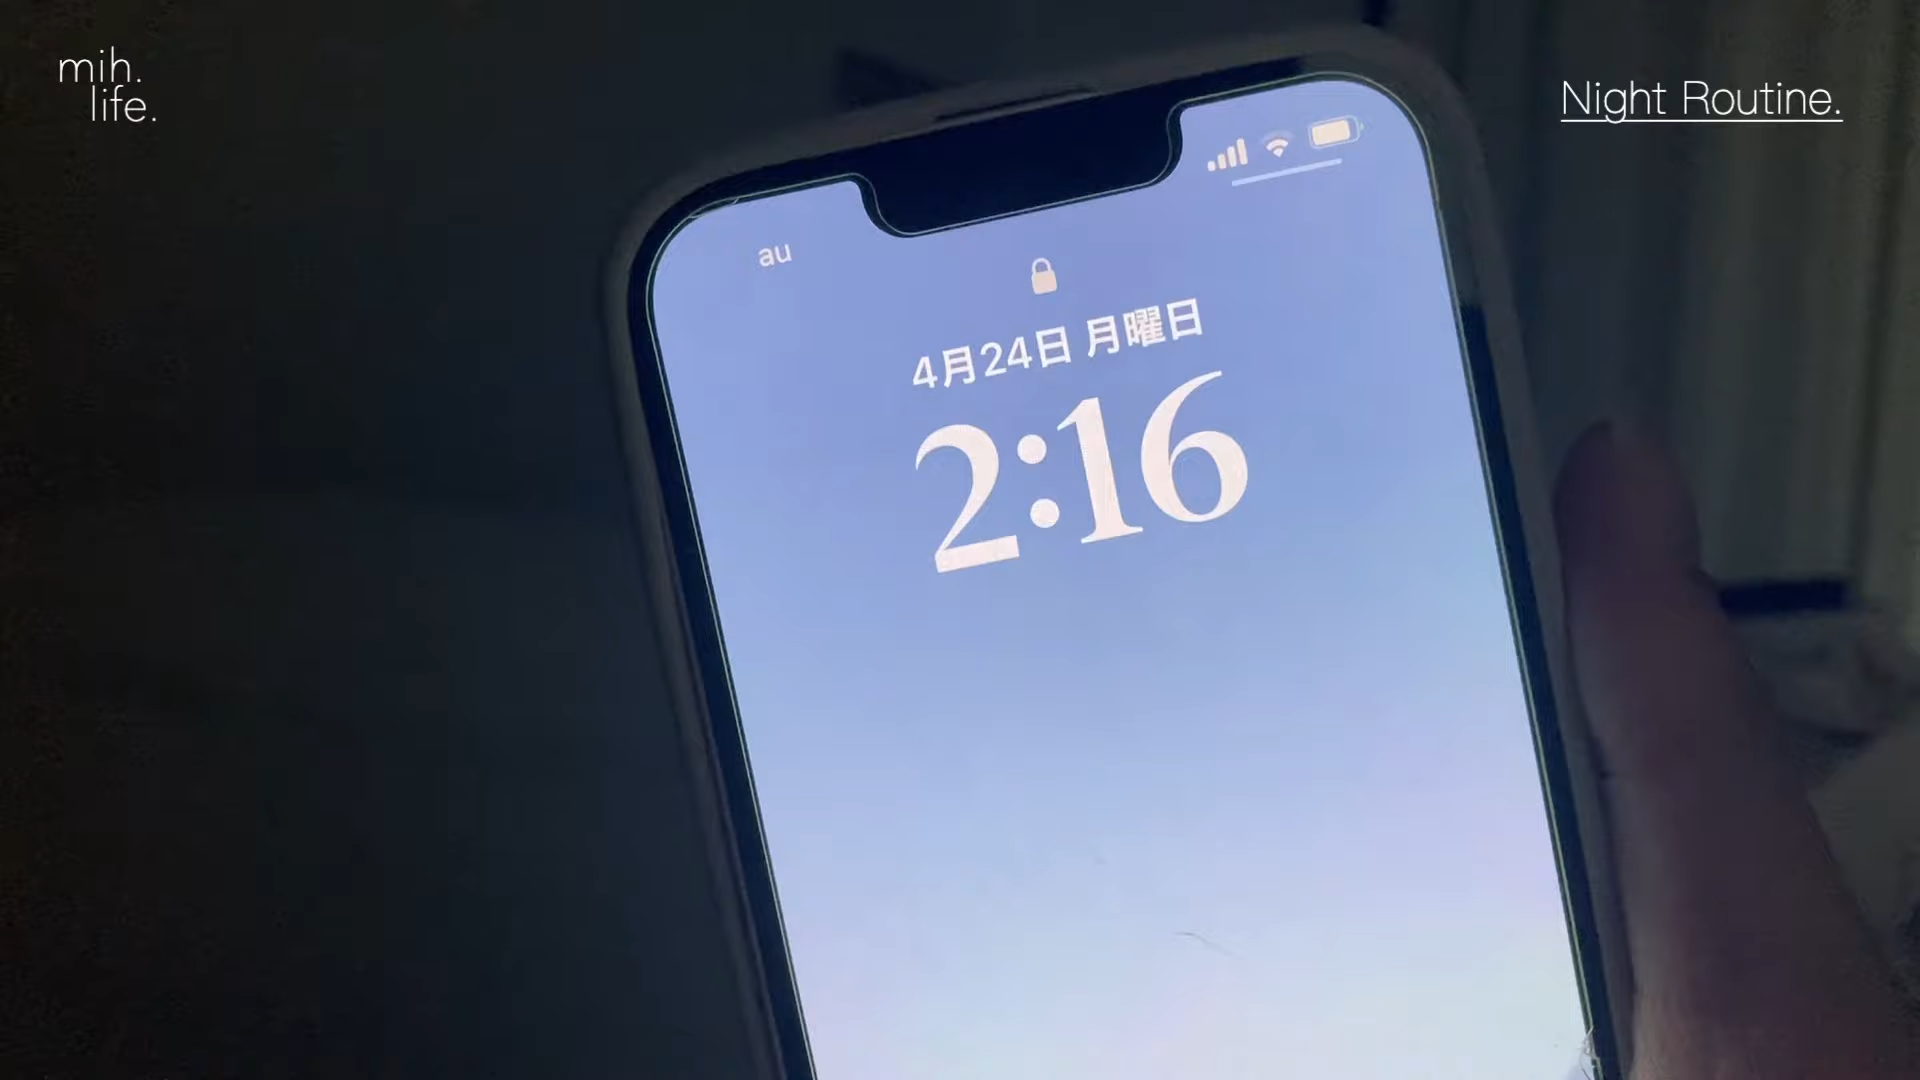 mih.
life.
Night Routine.
au
4月24日 月曜日
2:16